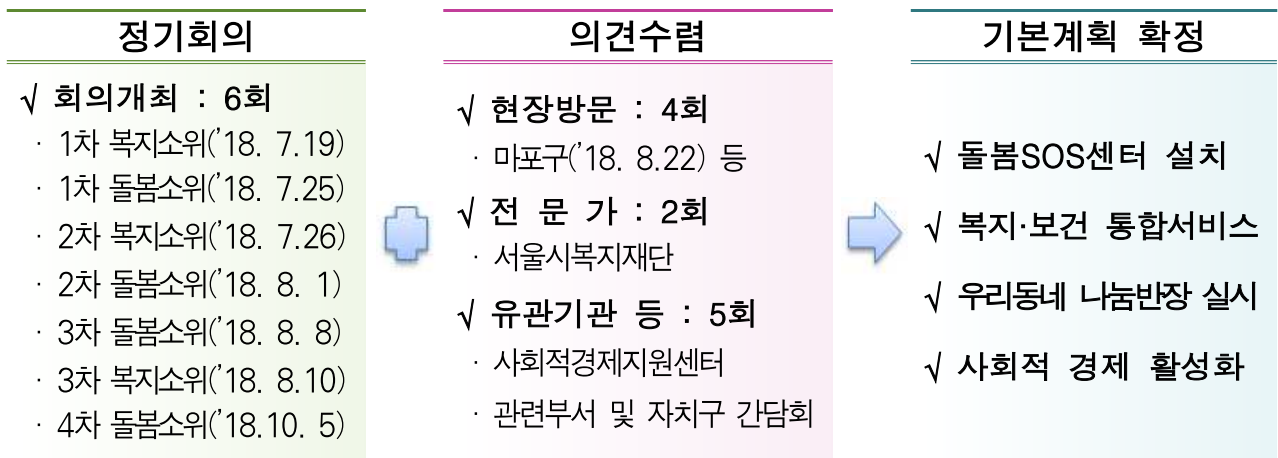 정기회의
√ 회의개최 : 6회
· 1차 복지소위('18. 7.19)
· 1차 돌봄소위('18. 7.25)
· 2차 복지소위('18. 7.26)
· 2차 돌봄소위('18. 8. 1)
· 3차 돌봄소위('18. 8. 8)
· 3차 복지소위('18. 8.10)
· 4차 돌봄소위('18.10. 5)
의견수렴
√ 현장방문 : 4회
· 마포구('18. 8.22) 등
√ 전 문 가 : 2회
· 서울시복지재단
√ 유관기관 등 : 5회
· 사회적경제지원센터
· 관련부서 및 자치구 간담회
기본계획 확정
√ 돌봄SOS센터 설치
√ 복지·보건 통합서비스
√ 우리동네 나눔반장 실시
√ 사회적 경제 활성화